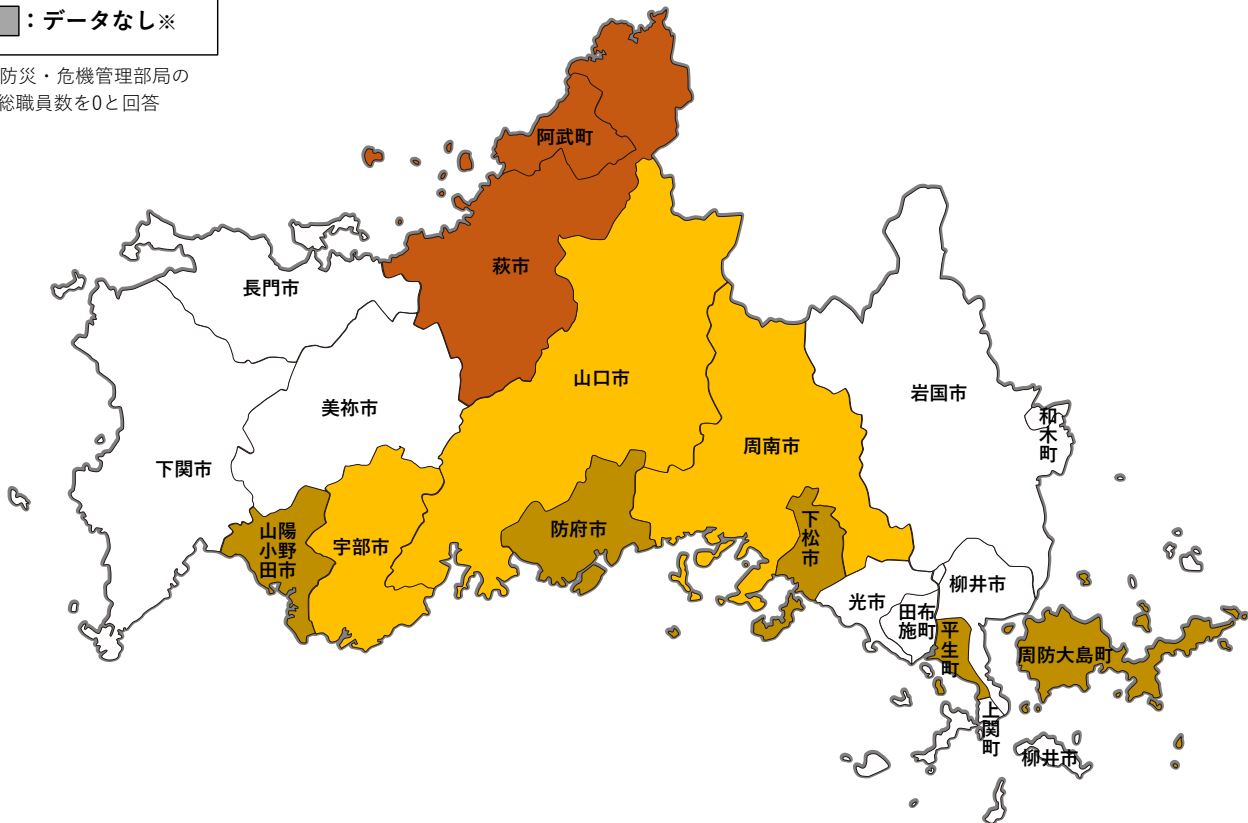 ：データなし※
防災・危機管理部局の
総職員数を0と回答
阿武町
萩市
長門市
山口市
岩国市
美祢市
和木町
周南市
下関市
下松市
防府市
山陽
小野
田市
宇部市
柳井市
光市
田布
施町
平生町
周防大島町
上関町
柳井市